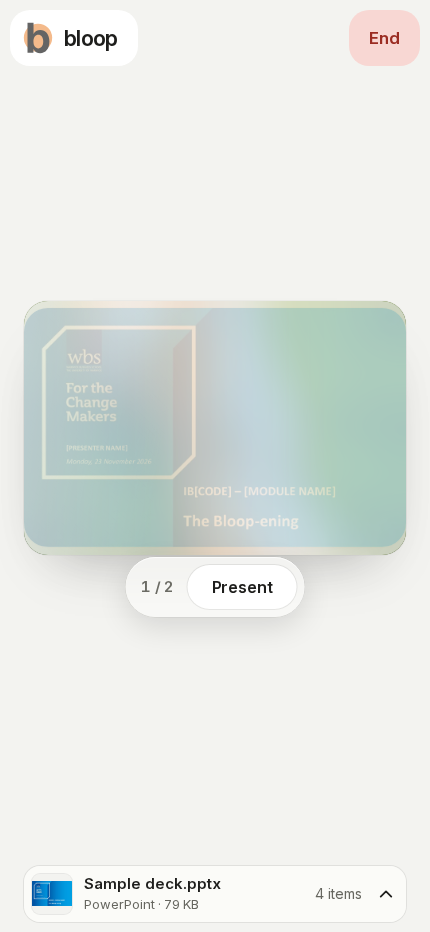 b bloop
End
wbs
For the
Change
Makers
[PRESENTED NAME]
IB[CODE] – [MODULE NAME]
The Bloop-ening
1 / 2
Present
Sample deck.pptx
PowerPoint · 79 KB
4 items